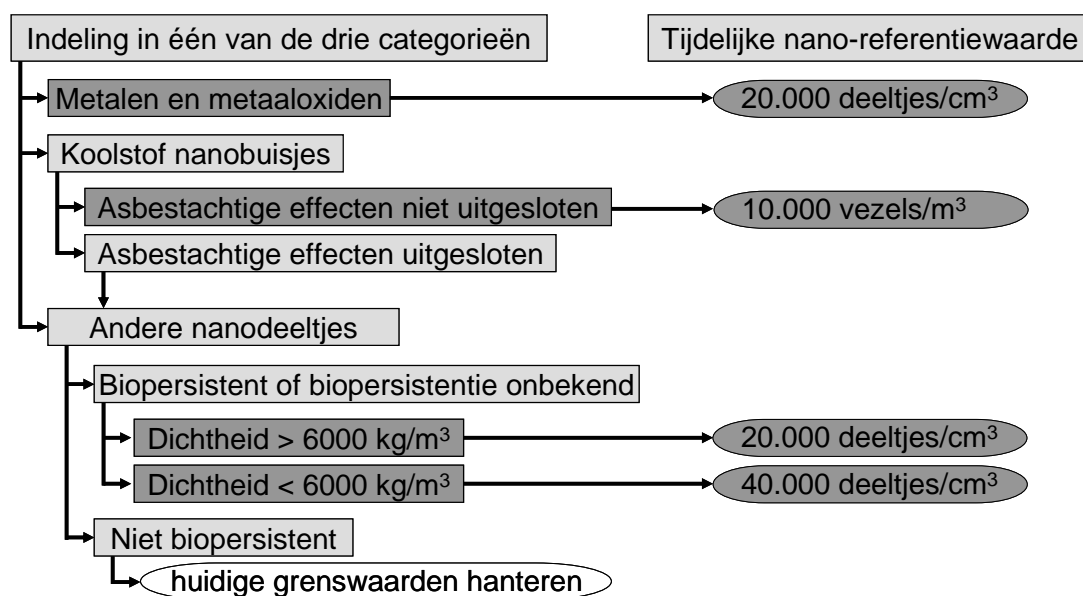 Indeling in één van de drie categorieën
Tijdelijke nano-referentiewaarde
Metalen en metaaloxiden
20.000 deeltjes/cm³
Koolstof nanobuisjes
Asbestachtige effecten niet uitgesloten
10.000 vezels/m³
Asbestachtige effecten uitgesloten
Andere nanodeeltjes
Biopersistent of biopersistentie onbekend
Dichtheid > 6000 kg/m³
20.000 deeltjes/cm³
Dichtheid < 6000 kg/m³
40.000 deeltjes/cm³
Niet biopersistent
huidige grenswaarden hanteren